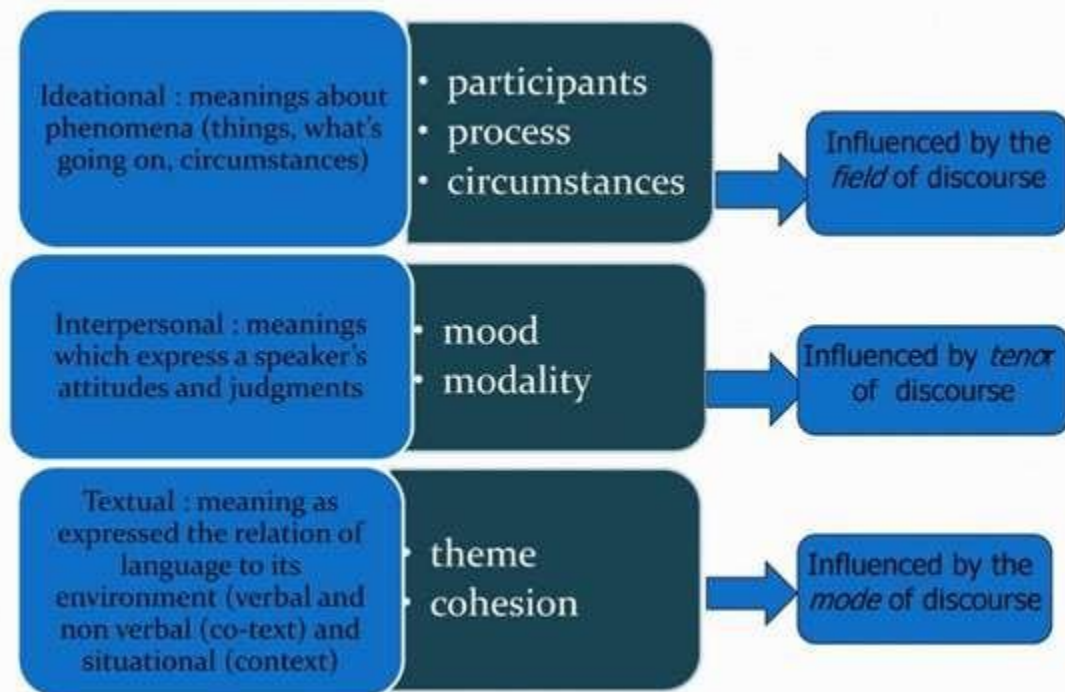 Ideational : meanings about
phenomena (things, what's
going on, circumstances)
• participants
• process
• circumstances
Influenced by the
field of discourse
Interpersonal : meanings
which express a speaker's
attitudes and judgments
• mood
• modality
Influenced by tenor
of discourse
Textual : meaning as
expressed the relation of
language to its
environment (verbal and
non verbal (co-text) and
situational (context)
• theme
• cohesion
Influenced by the
mode of discourse